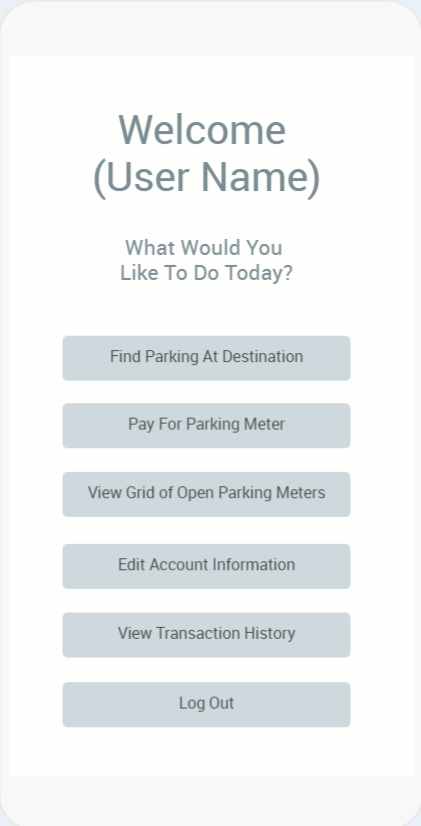 Welcome
(User Name)
What Would You
Like To Do Today?
Find Parking At Destination
Pay For Parking Meter
View Grid of Open Parking Meters
Edit Account Information
View Transaction History
Log Out